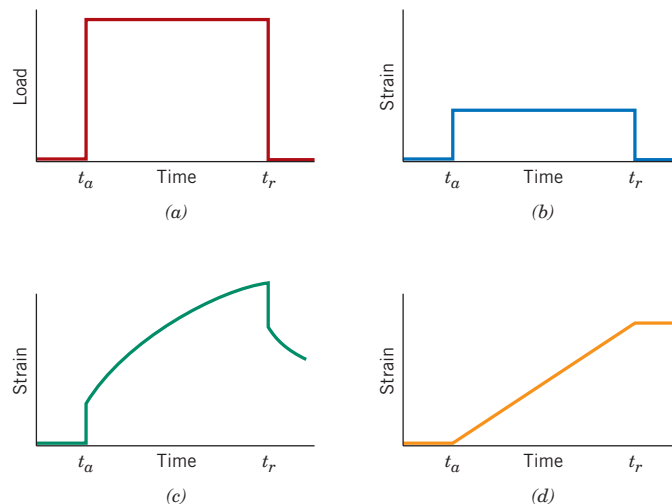 Load
t_a Time t_r
(a)
Strain
t_a Time t_r
(b)
Strain
t_a Time t_r
(c)
Strain
t_a Time t_r
(d)